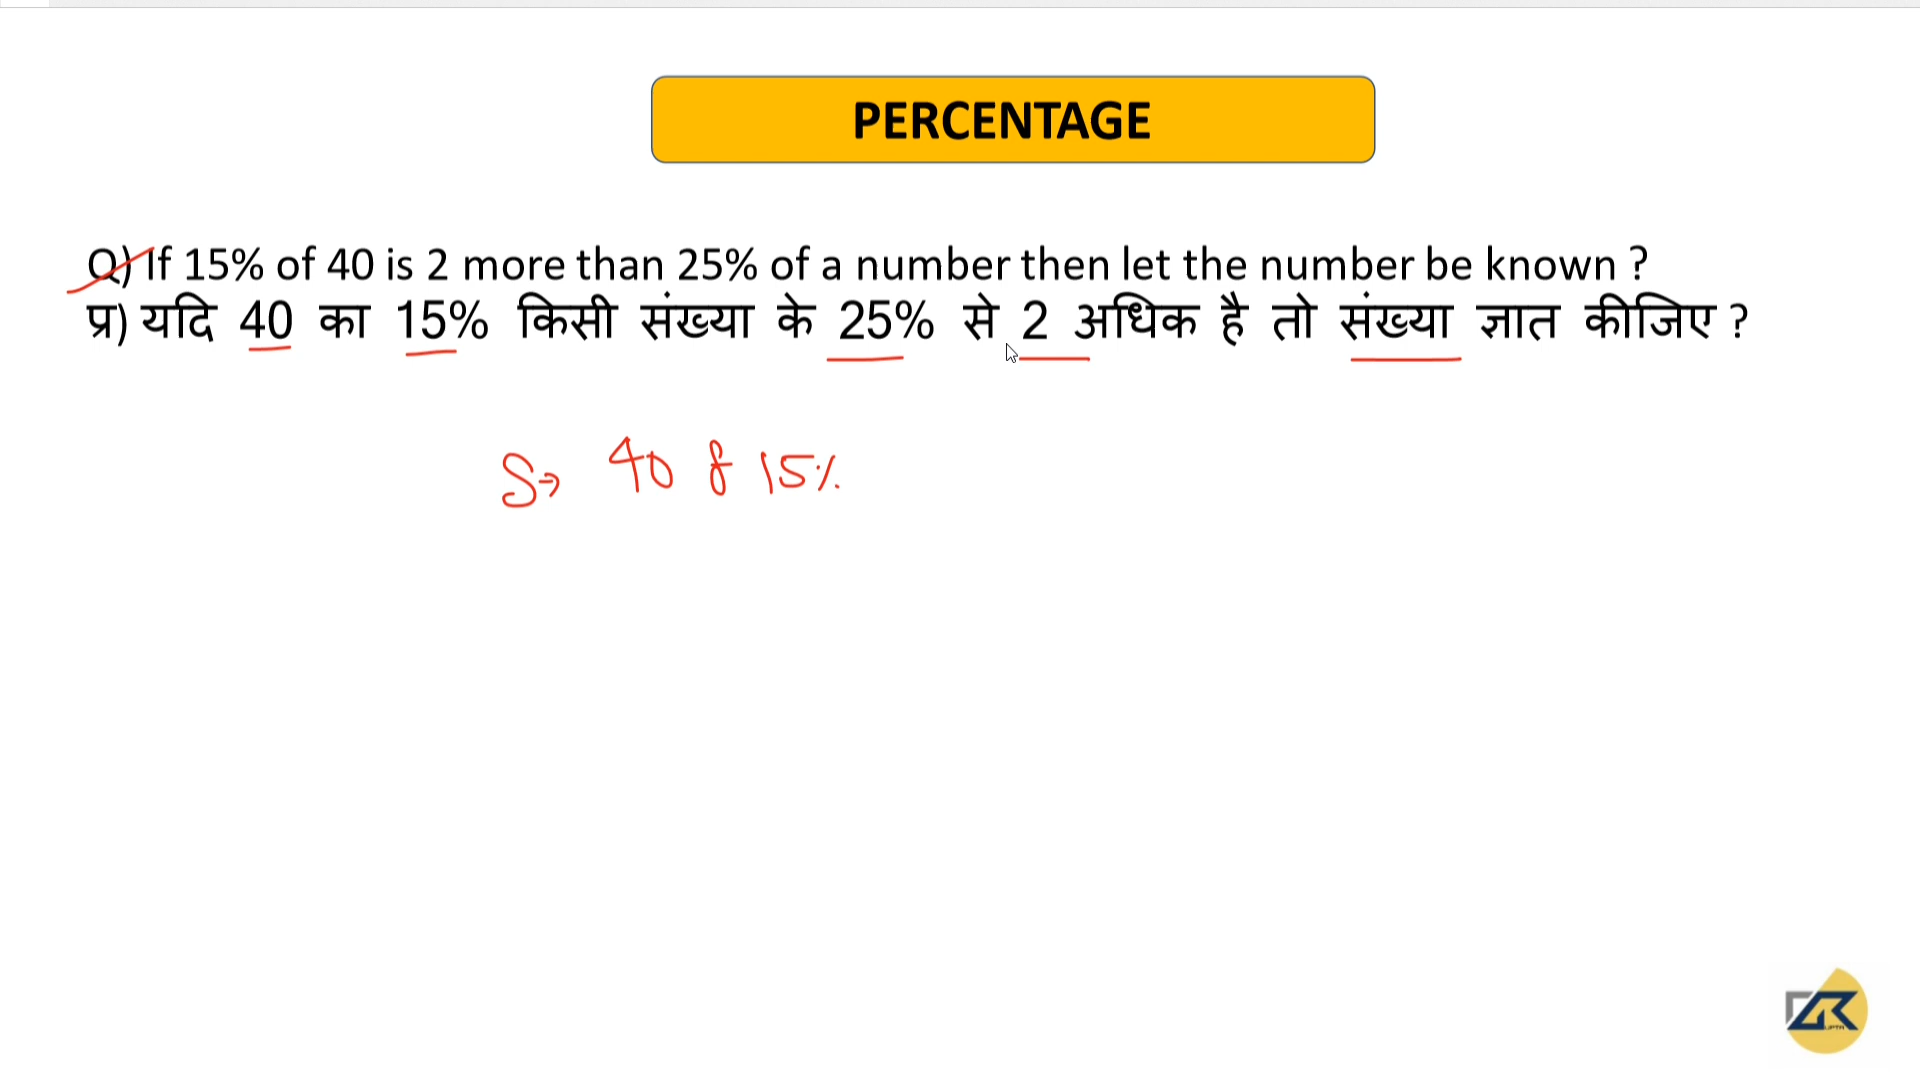 PERCENTAGE
Q) If 15% of 40 is 2 more than 25% of a number then let the number be known ?
प्र) यदि 40 का 15% किसी संख्या के 25% से 2 अधिक है तो संख्या ज्ञात कीजिए ?
S→ 40 of 15%